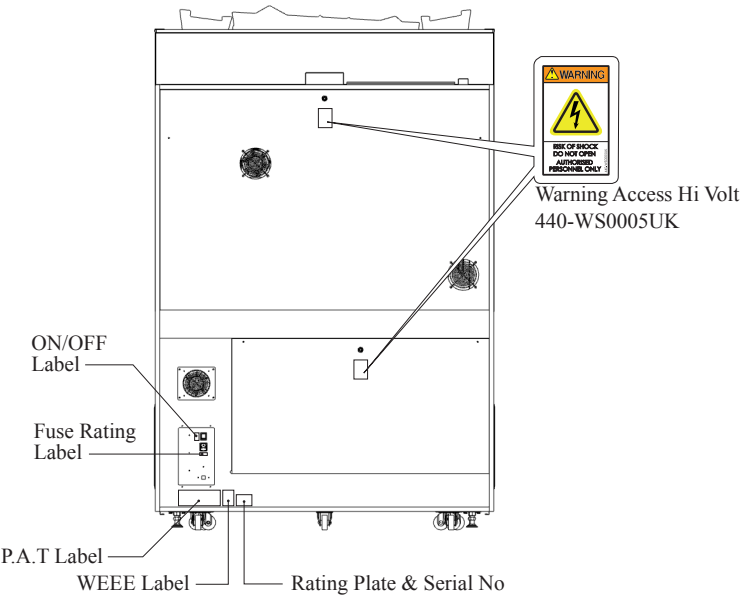 WARNING
RISK OF SHOCK
DO NOT OPEN
AUTHORISED
PERSONNEL ONLY
Warning Access Hi Volt
440-WS0005UK
ON/OFF
Label
Fuse Rating
Label
P.A.T Label
WEEE Label
Rating Plate & Serial No